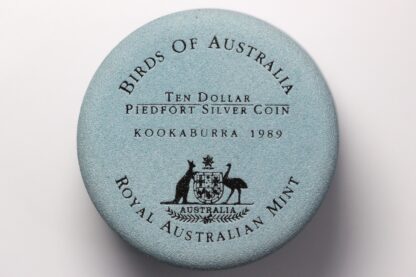 BIRDS OF AUSTRALIA
TEN DOLLAR
PIEDFORT SILVER COIN
KOOKABURRA 1989
AUSTRALIA
ROYAL AUSTRALIAN MINT